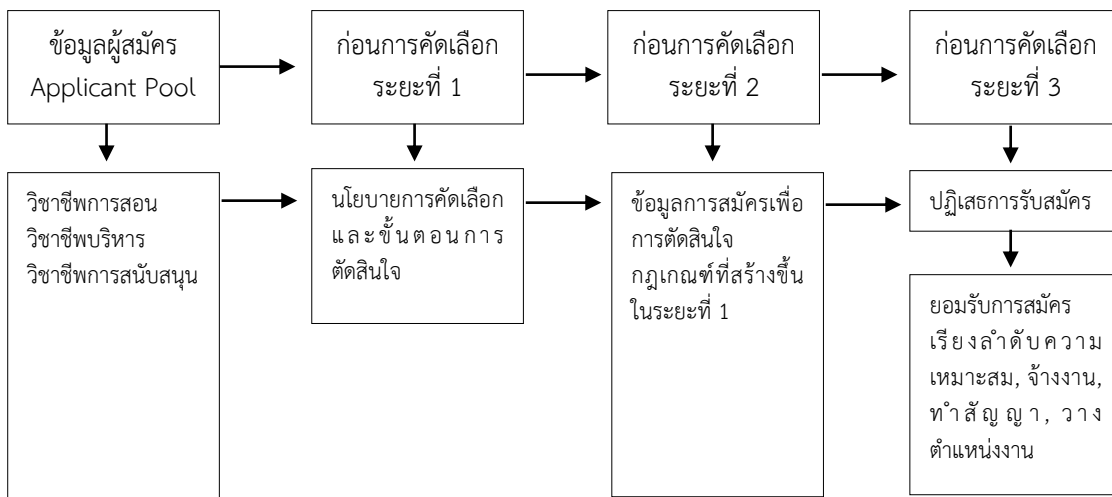 ข้อมูลผู้สมัคร
Applicant Pool
ก่อนการคัดเลือก
ระยะที่ 1
ก่อนการคัดเลือก
ระยะที่ 2
ก่อนการคัดเลือก
ระยะที่ 3
วิชาชีพการสอน
วิชาชีพบริหาร
วิชาชีพการสนับสนุน
นโยบายการคัดเลือก
และขั้นตอนการ
ตัดสินใจ
ข้อมูลการสมัครเพื่อ
การตัดสินใจ
กฎเกณฑ์ที่สร้างขึ้น
ในระยะที่ 1
ปฏิเสธการรับสมัคร
ยอมรับการสมัคร
เรียงลำดับความ
เหมาะสม, จ้างงาน,
ทำสัญญา, วาง
ตำแหน่งงาน